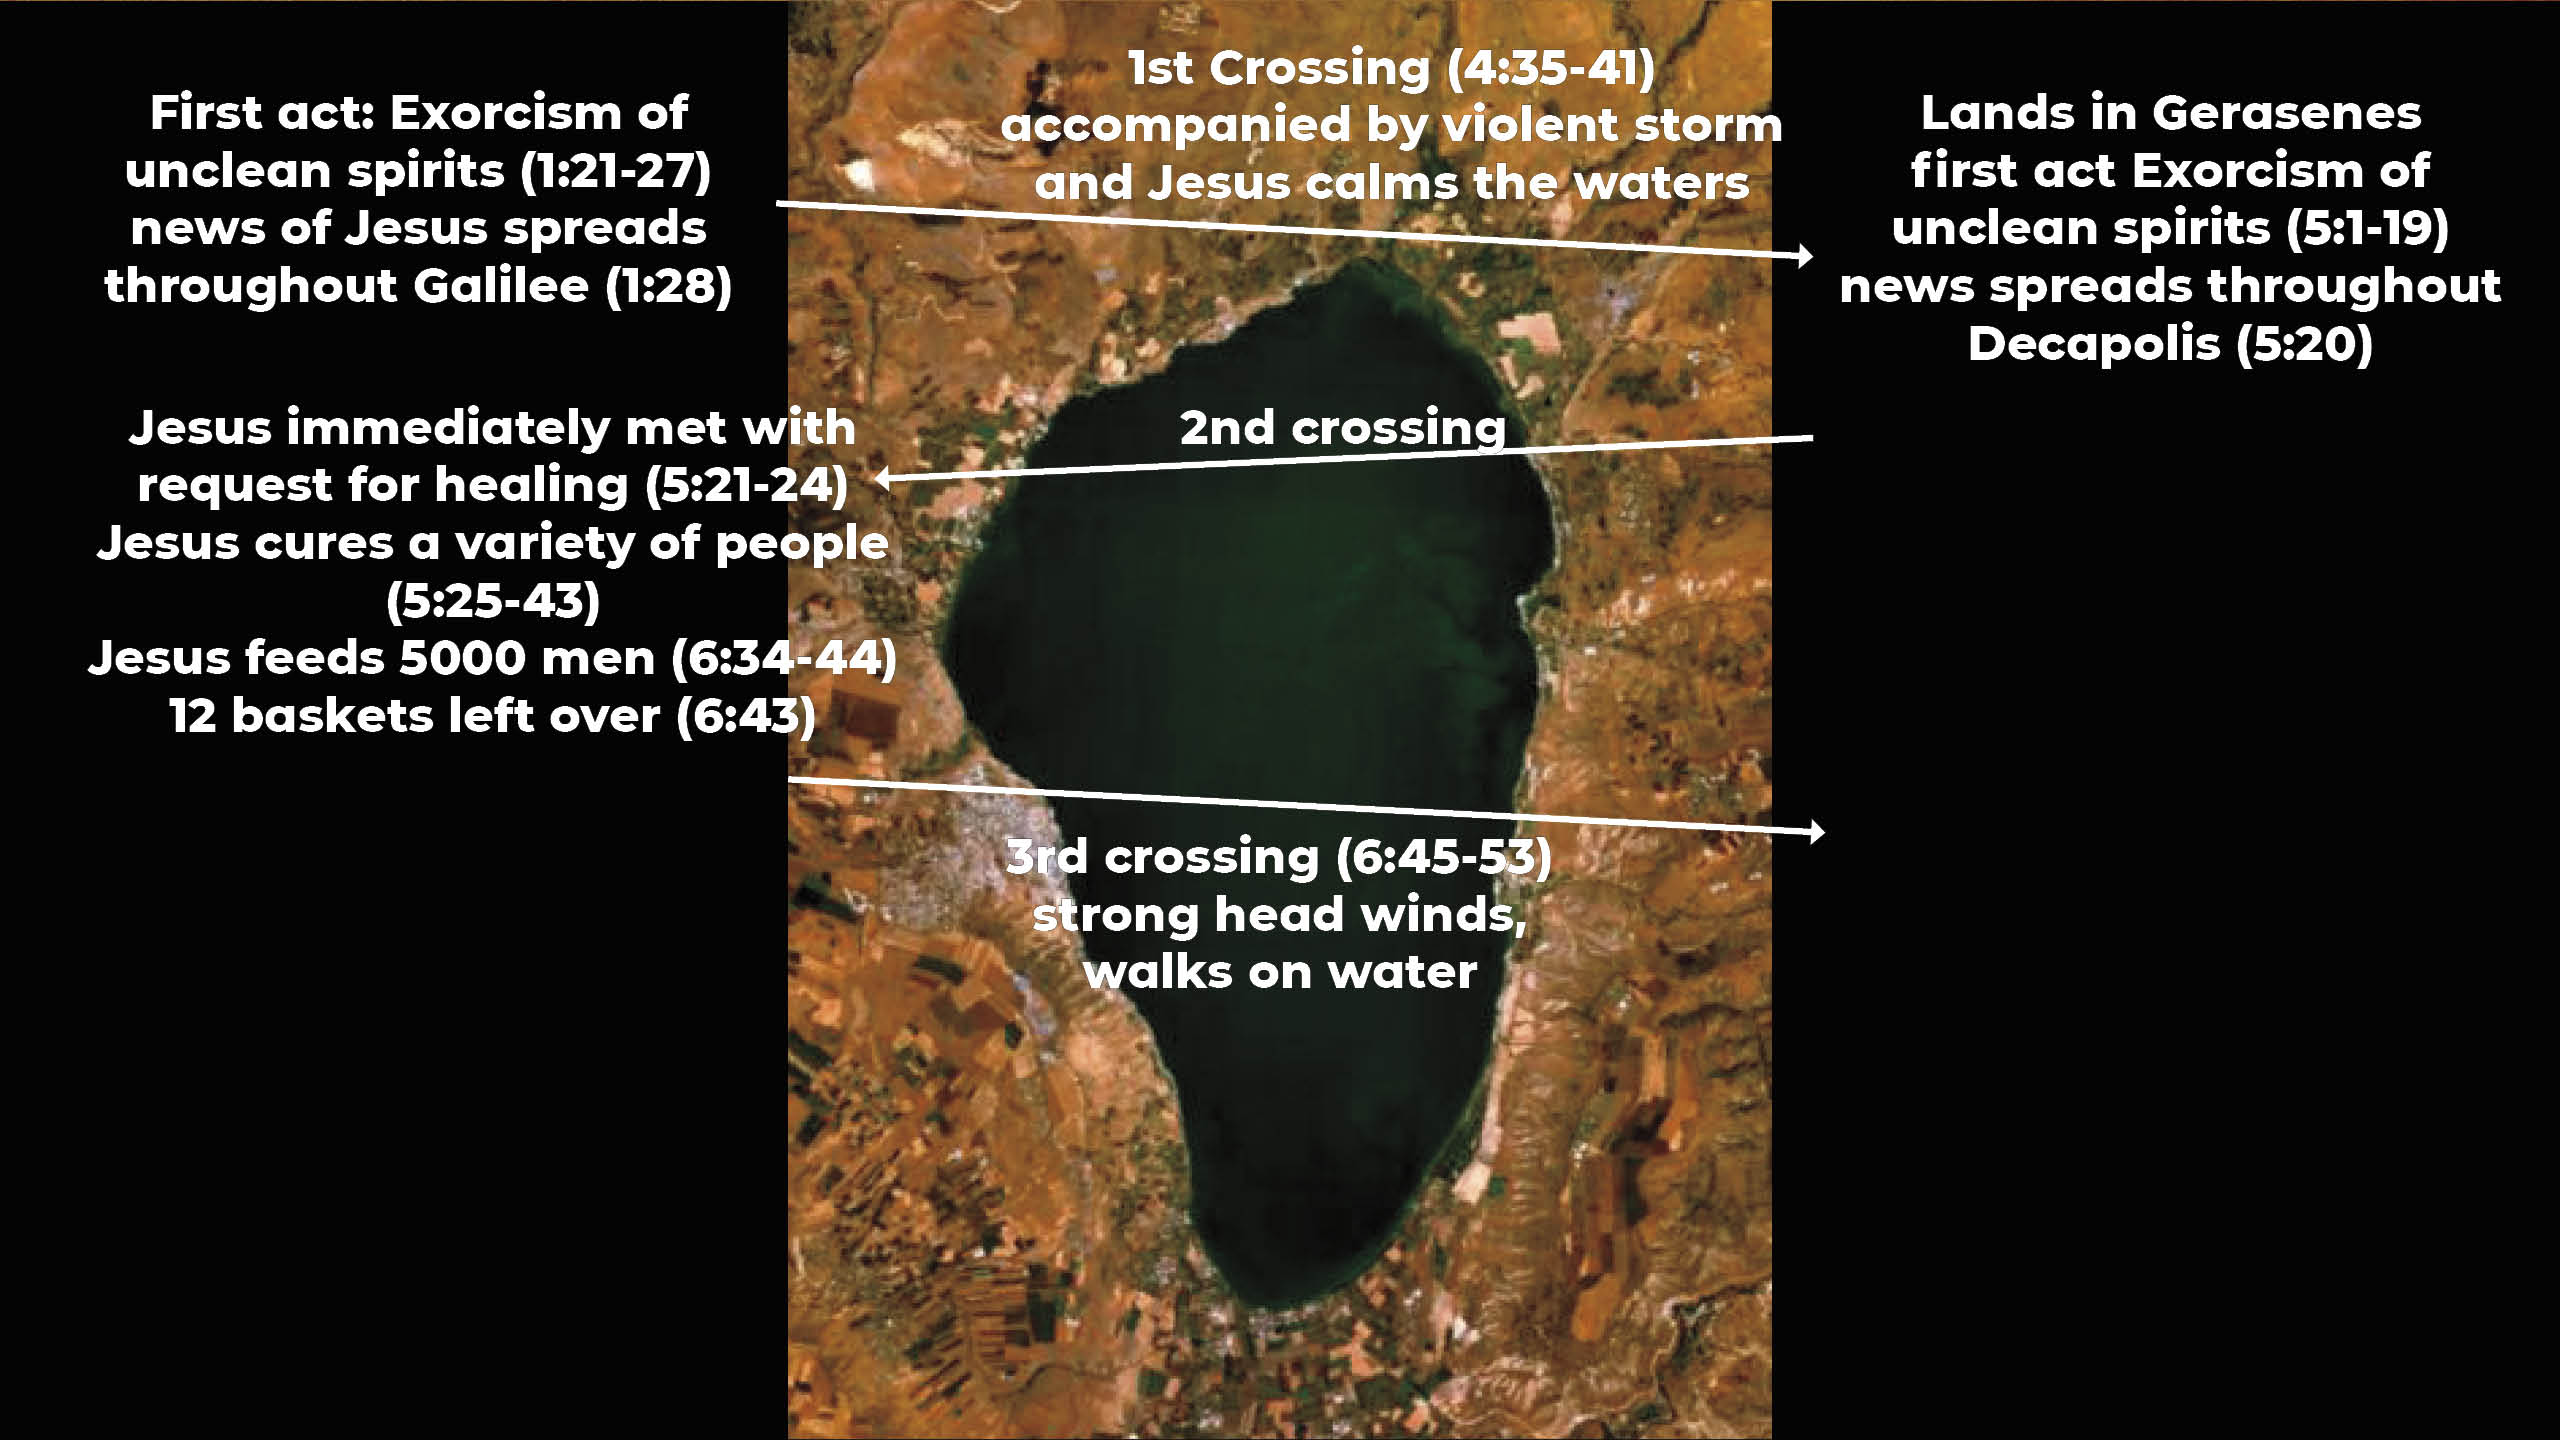 First act: Exorcism of
unclean spirits (1:21-27)
news of Jesus spreads
throughout Galilee (1:28)
1st Crossing (4:35-41)
accompanied by violent storm
and Jesus calms the waters
Lands in Gerasenes
first act Exorcism of
unclean spirits (5:1-19)
news spreads throughout
Decapolis (5:20)
2nd crossing
Jesus immediately met with
request for healing (5:21-24)
Jesus cures a variety of people
(5:25-43)
Jesus feeds 5000 men (6:34-44)
12 baskets left over (6:43)
3rd crossing (6:45-53)
strong head winds,
walks on water